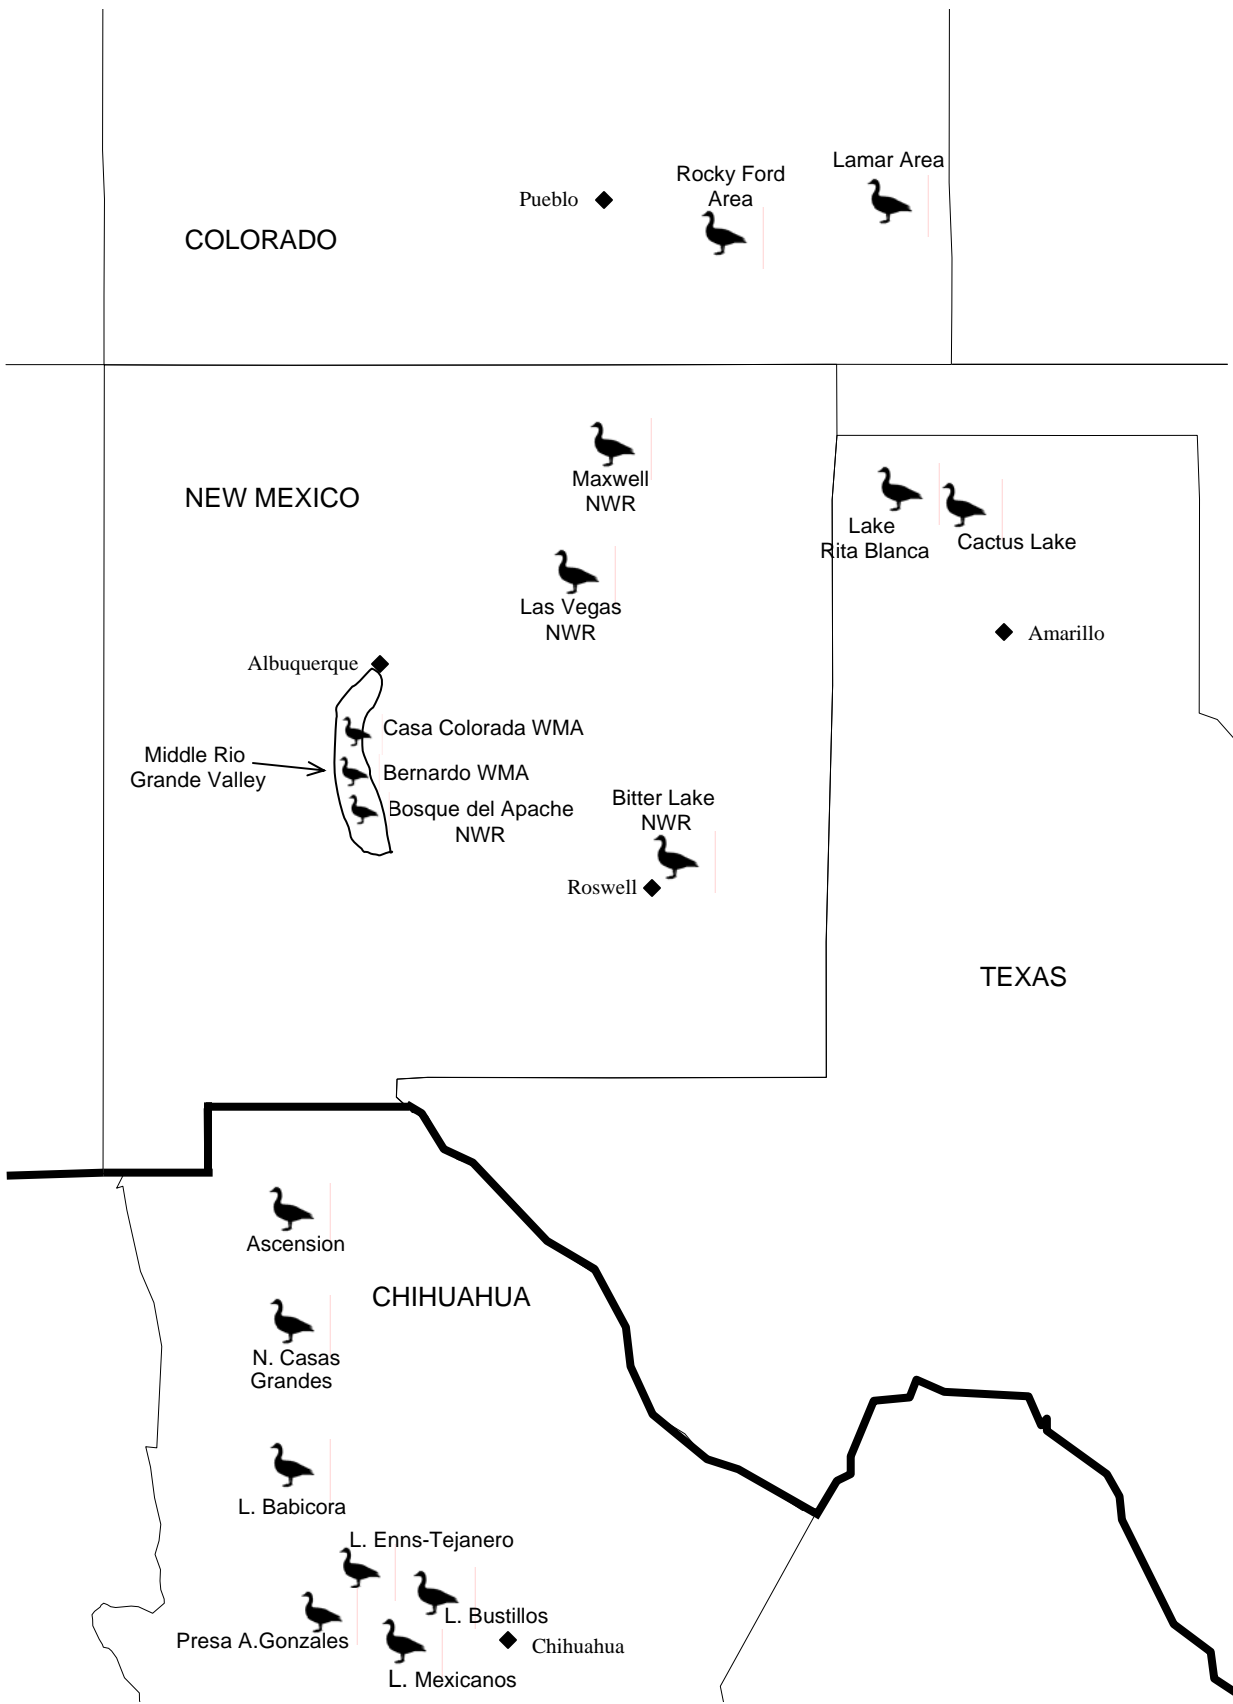 Lamar Area
Rocky Ford
Area
Pueblo
COLORADO
Maxwell
NWR
NEW MEXICO
Lake
Rita Blanca
Cactus Lake
Las Vegas
NWR
Amarillo
Albuquerque
Casa Colorada WMA
Middle Rio
Grande Valley
Bernardo WMA
Bosque del Apache
NWR
Bitter Lake
NWR
Roswell
TEXAS
Ascension
CHIHUAHUA
N. Casas
Grandes
L. Babicora
L. Enns-Tejanero
L. Bustillos
Presa A.Gonzales
Chihuahua
L. Mexicanos